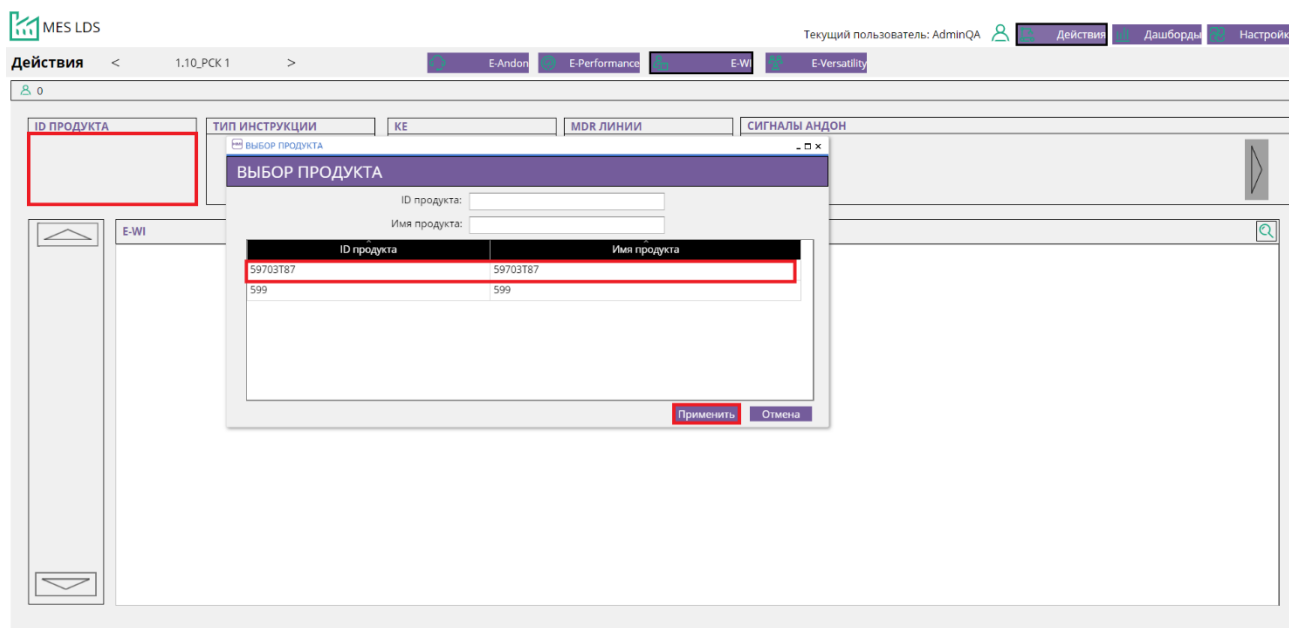 MES LDS
Текущий пользователь: AdminQA Действия Дашборды Настройк
Действия < 1.10_РСК 1 > E-Andon E-Performance E-WI E-Versatility
0
ID ПРОДУКТА ТИП ИНСТРУКЦИИ КЕ MDR ЛИНИИ СИГНАЛЫ АНДОН
ВЫБОР ПРОДУКТА
ВЫБОР ПРОДУКТА
ID продукта:
Имя продукта:
E-WI
ID продукта Имя продукта
59703T87 59703T87
599 599
Применить Отмена